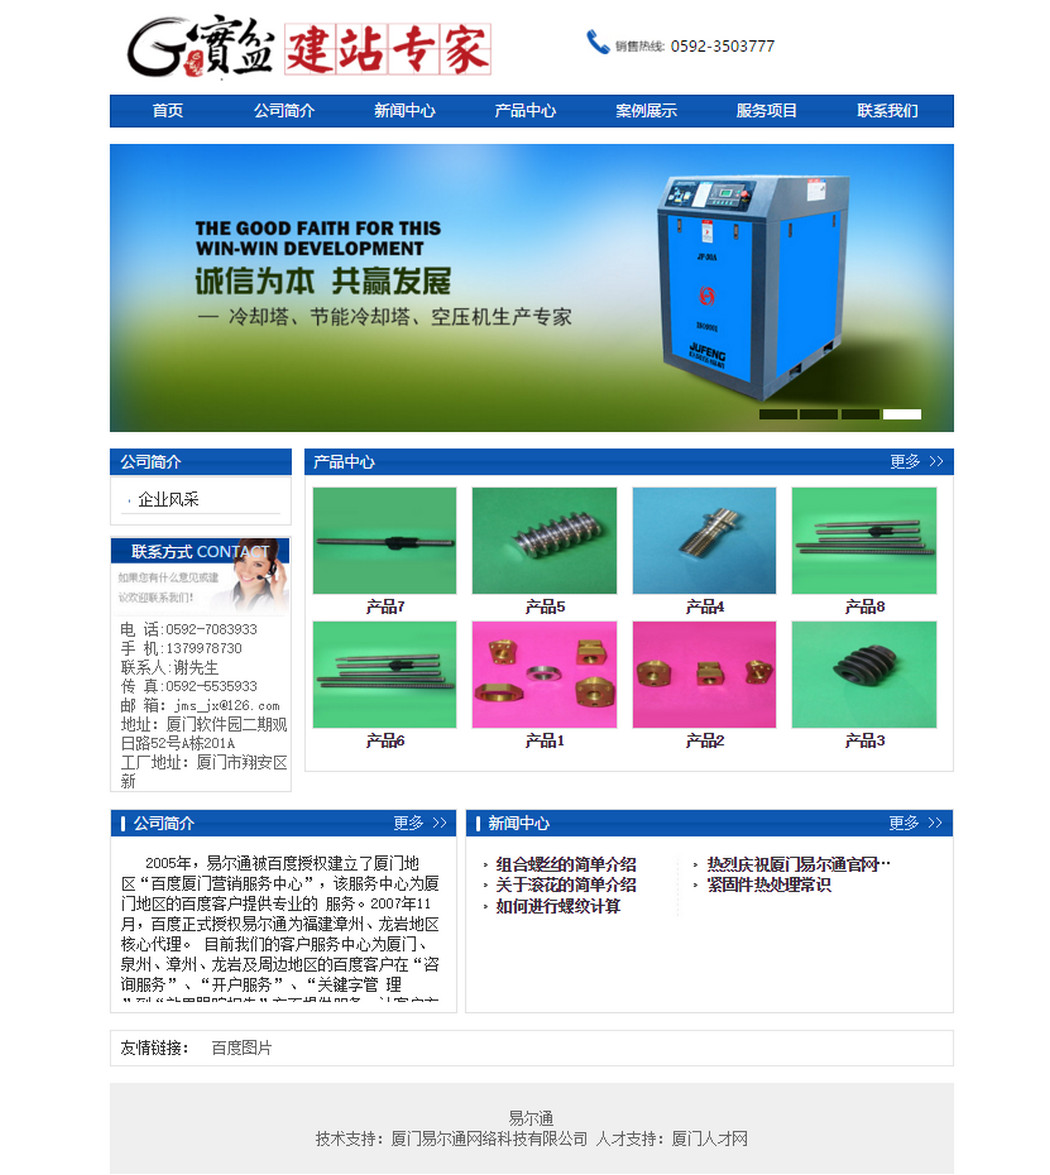 G寶盆 建站专家
销售热线: 0592-3503777
首页 公司简介 新闻中心 产品中心 案例展示 服务项目 联系我们
THE GOOD FAITH FOR THIS
WIN-WIN DEVELOPMENT
诚信为本 共赢发展
— 冷却塔、节能冷却塔、空压机生产专家
JF-30A
JUFENG
公司简介
企业风采
产品中心 更多 >>
产品7 产品5 产品4 产品8
产品6 产品1 产品2 产品3
联系方式 CONTACT
如果您有什么意见或建
议欢迎联系我们!
电 话:0592-7083933
手 机:1379978730
联系人:谢先生
传 真:0592-5535933
邮 箱: jms_jx@126.com
地址: 厦门软件园二期观
日路52号A栋201A
工厂地址: 厦门市翔安区
新
公司简介 更多 >>
2005年，易尔通被百度授权建立了厦门地
区“百度厦门营销服务中心”，该服务中心为厦
门地区的百度客户提供专业的 服务。2007年11
月，百度正式授权易尔通为福建漳州、龙岩地区
核心代理。 目前我们的客户服务中心为厦门、
泉州、漳州、龙岩及周边地区的百度客户在“咨
询服务”、“开户服务”、“关键字管 理
新闻中心 更多 >>
组合螺丝的简单介绍
关于滚花的简单介绍
如何进行螺纹计算
热烈庆祝厦门易尔通官网…
紧固件热处理常识
友情链接： 百度图片
易尔通
技术支持：厦门易尔通网络科技有限公司 人才支持：厦门人才网